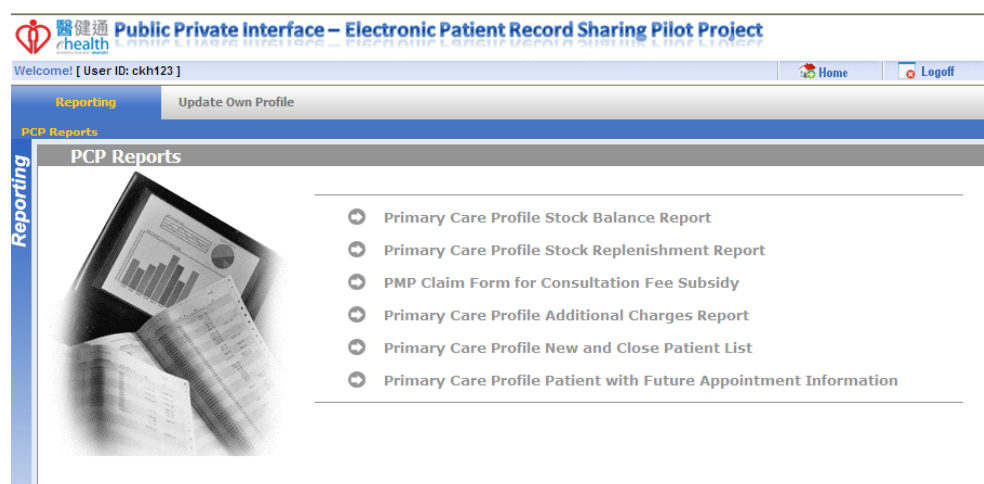 醫健通 Public Private Interface – Electronic Patient Record Sharing Pilot Project
ehealth
Welcome! [ User ID: ckh123 ] Home Logoff
Reporting Update Own Profile
PCP Reports
Reporting
PCP Reports
Primary Care Profile Stock Balance Report
Primary Care Profile Stock Replenishment Report
PMP Claim Form for Consultation Fee Subsidy
Primary Care Profile Additional Charges Report
Primary Care Profile New and Close Patient List
Primary Care Profile Patient with Future Appointment Information